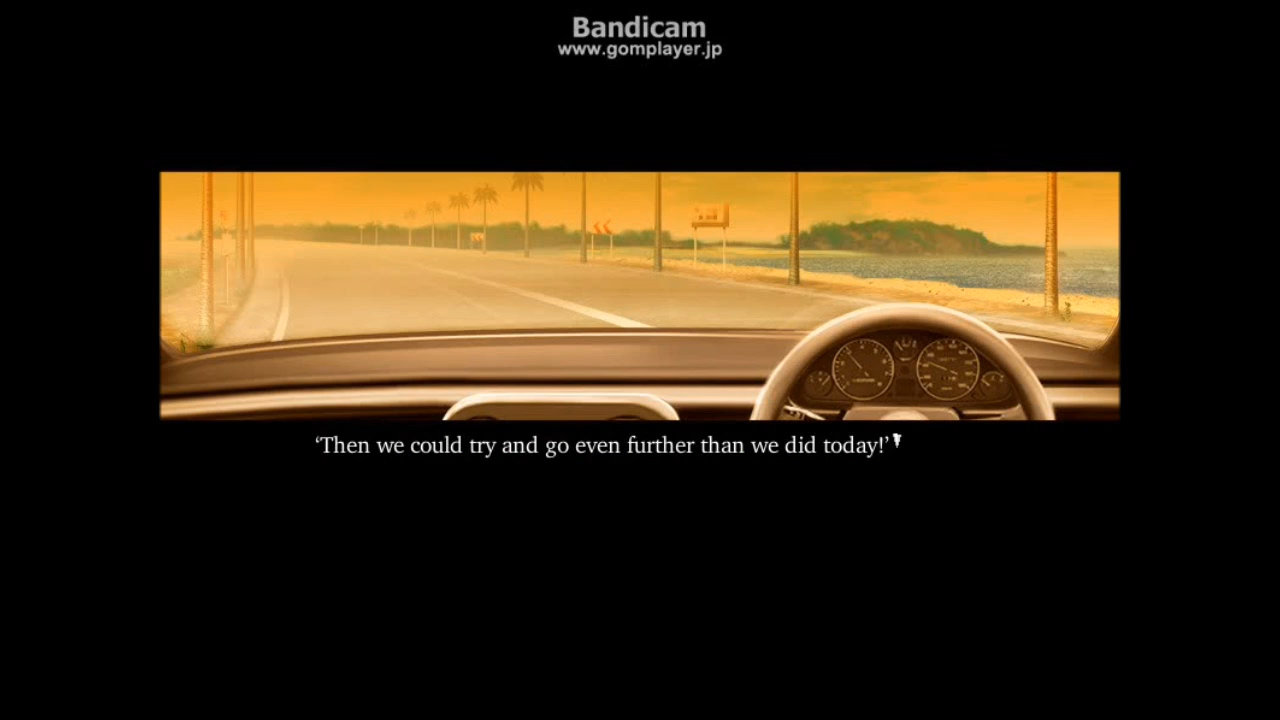 Bandicam
www.gomplayer.jp
‘Then we could try and go even further than we did today!’